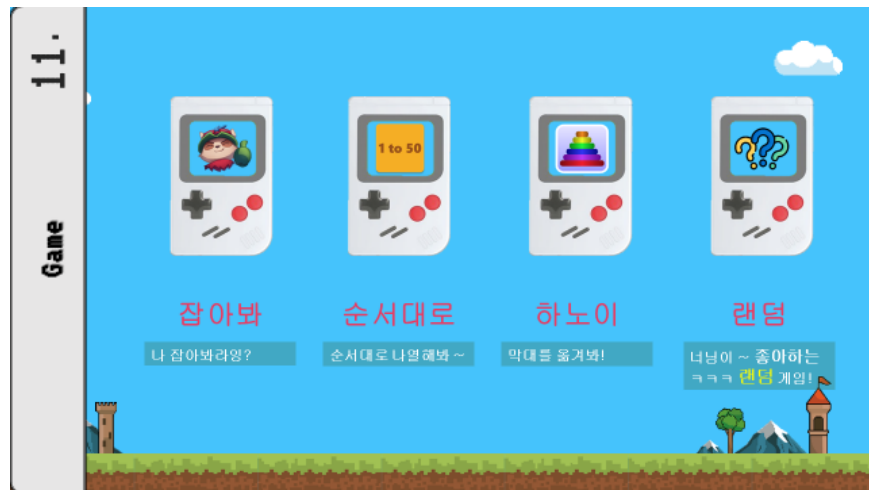 11.
Game
1 to 50
잡아봐
순서대로
하노이
랜덤
나 잡아봐라잉?
순서대로 나열해봐 ~
막대를 옮겨봐!
너닝이 ~ 좋아하는
ㅋㅋㅋ 랜덤 게임!